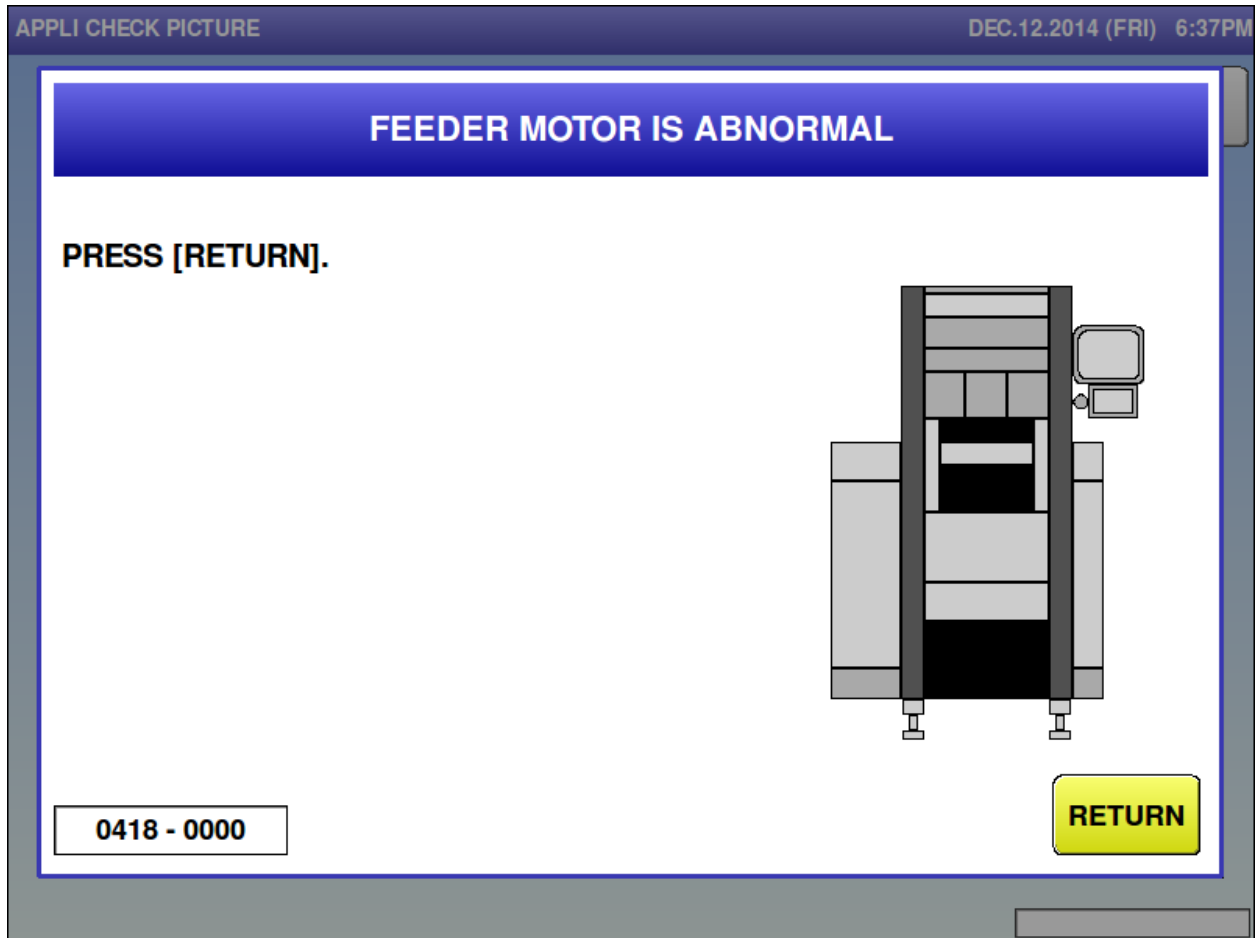 APPLI CHECK PICTURE DEC.12.2014 (FRI) 6:37PM
FEEDER MOTOR IS ABNORMAL
PRESS [RETURN].
0418 - 0000
RETURN